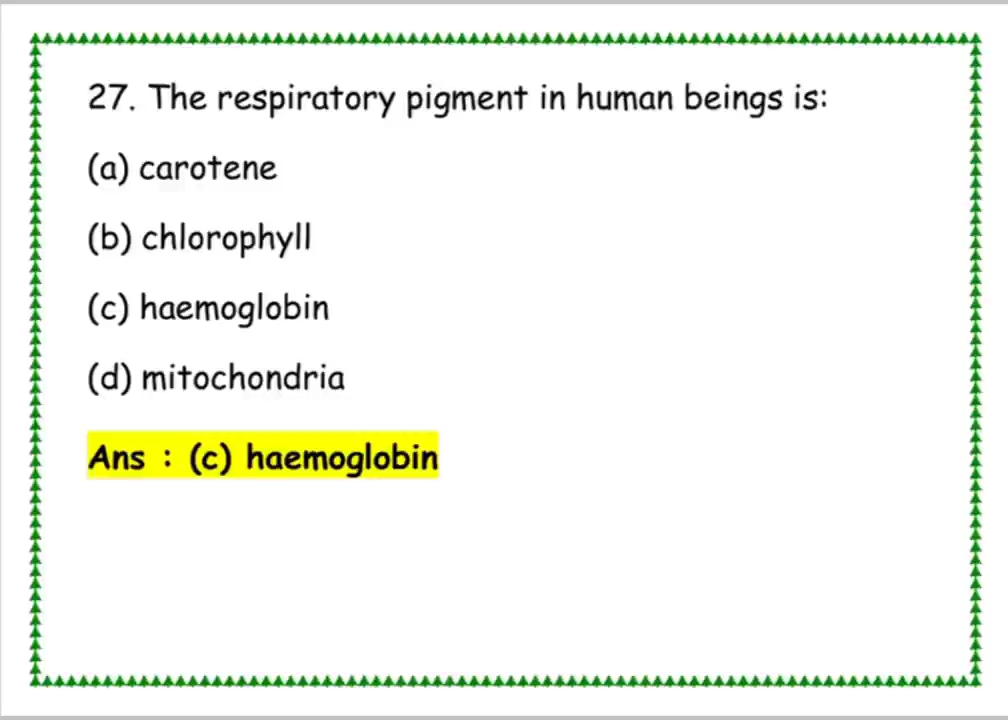 27. The respiratory pigment in human beings is:
(a) carotene
(b) chlorophyll
(c) haemoglobin
(d) mitochondria
Ans : (c) haemoglobin